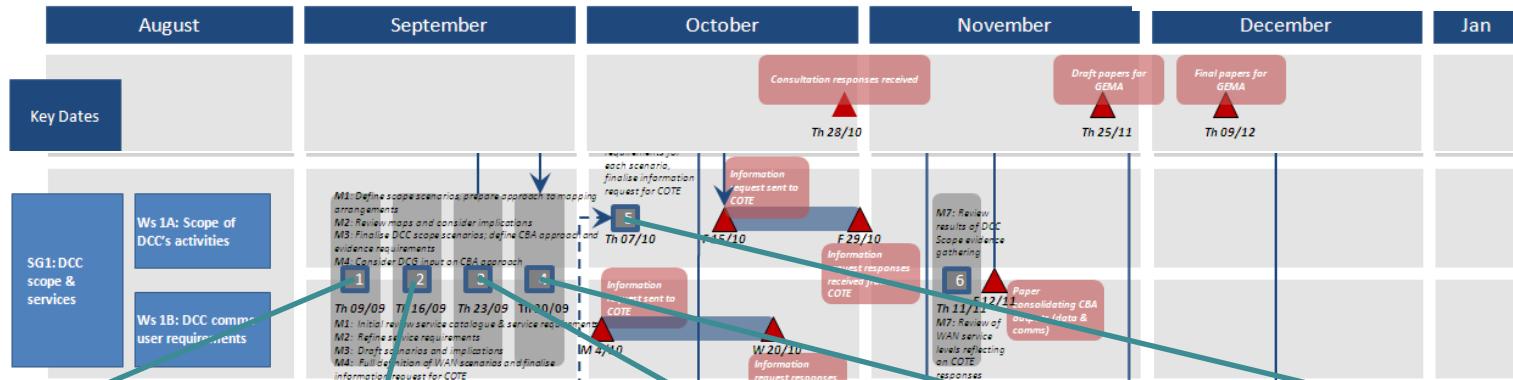 August
September
October
November
December
Jan
Key Dates
Consultation responses received
Th 28/10
Draft papers for
GEMA
Th 25/11
Final papers for
GEMA
Th 09/12
SG1: DCC
scope &
services
Ws 1A: Scope of
DCC's activities
Ws 1B: DCC comms
user requirements
M1: Define scope scenarios; prepare approach to mapping
arrangements
M2: Review maps and consider implications
M3: Finalise DCC scope scenarios; define CBA approach and
evidence requirements
M4: Consider DCG input on CBA approach
1
2
3
4
Th 09/09
Th 16/09
Th 23/09
Th 30/09
M1: Initial review service catalogue & service requirements
M2: Refine service requirements
M3: Draft scenarios and implications
M4: Full definition of WAN scenarios and finalise
information request for COTE
requirements for
each scenario,
finalise information
request for COTE
5
Th 07/10
Information
request sent to
COTE
F 15/10
F 29/10
Information
request responses
received from
COTE
Information
request sent to
COTE
M 4/10
W 20/10
Information
request responses
M7: Review
results of DCC
Scope evidence
gathering
6
Th 11/11
F 12/11
M7: Review of
WAN service
levels reflecting
on COTE
responses
Paper
consolidating CBA
outputs (data &
comms)